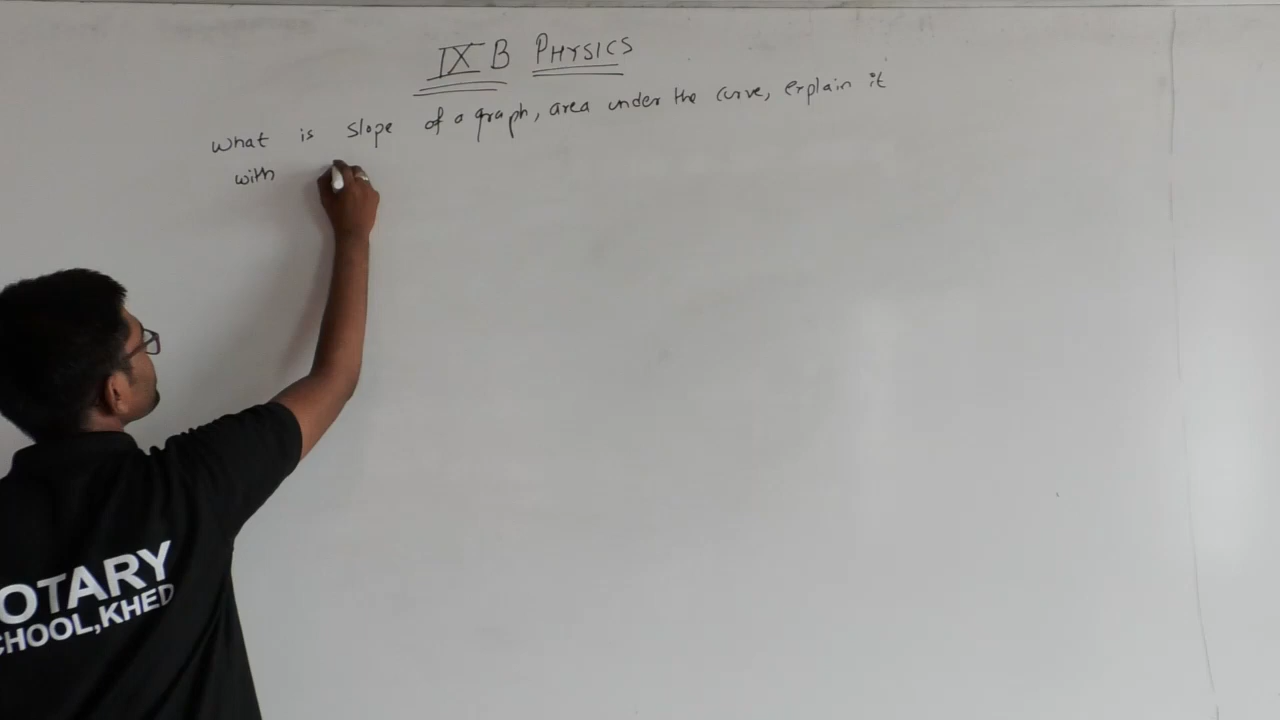 IX B PHYSICS
What is slope of a graph, area under the curve, explain it
with
OTARY
CHOOL, KHED